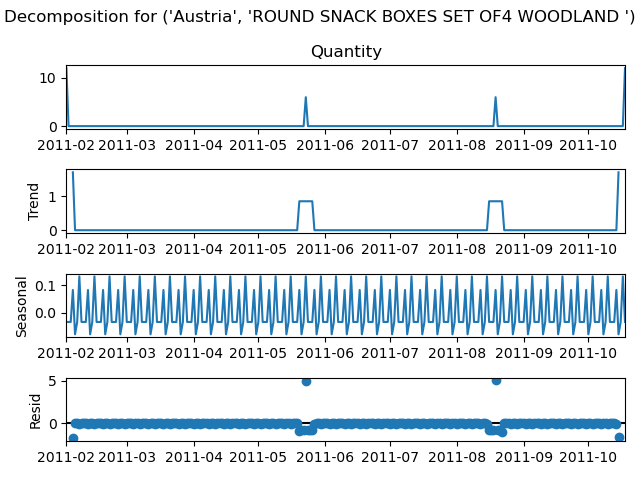 Decomposition for ('Austria', 'ROUND SNACK BOXES SET OF4 WOODLAND ')
Quantity
10
0
2011-02 2011-03 2011-04 2011-05 2011-06 2011-07 2011-08 2011-09 2011-10
Trend
1
0
2011-02 2011-03 2011-04 2011-05 2011-06 2011-07 2011-08 2011-09 2011-10
Seasonal
0.1
0.0
2011-02 2011-03 2011-04 2011-05 2011-06 2011-07 2011-08 2011-09 2011-10
Resid
5
0
2011-02 2011-03 2011-04 2011-05 2011-06 2011-07 2011-08 2011-09 2011-10